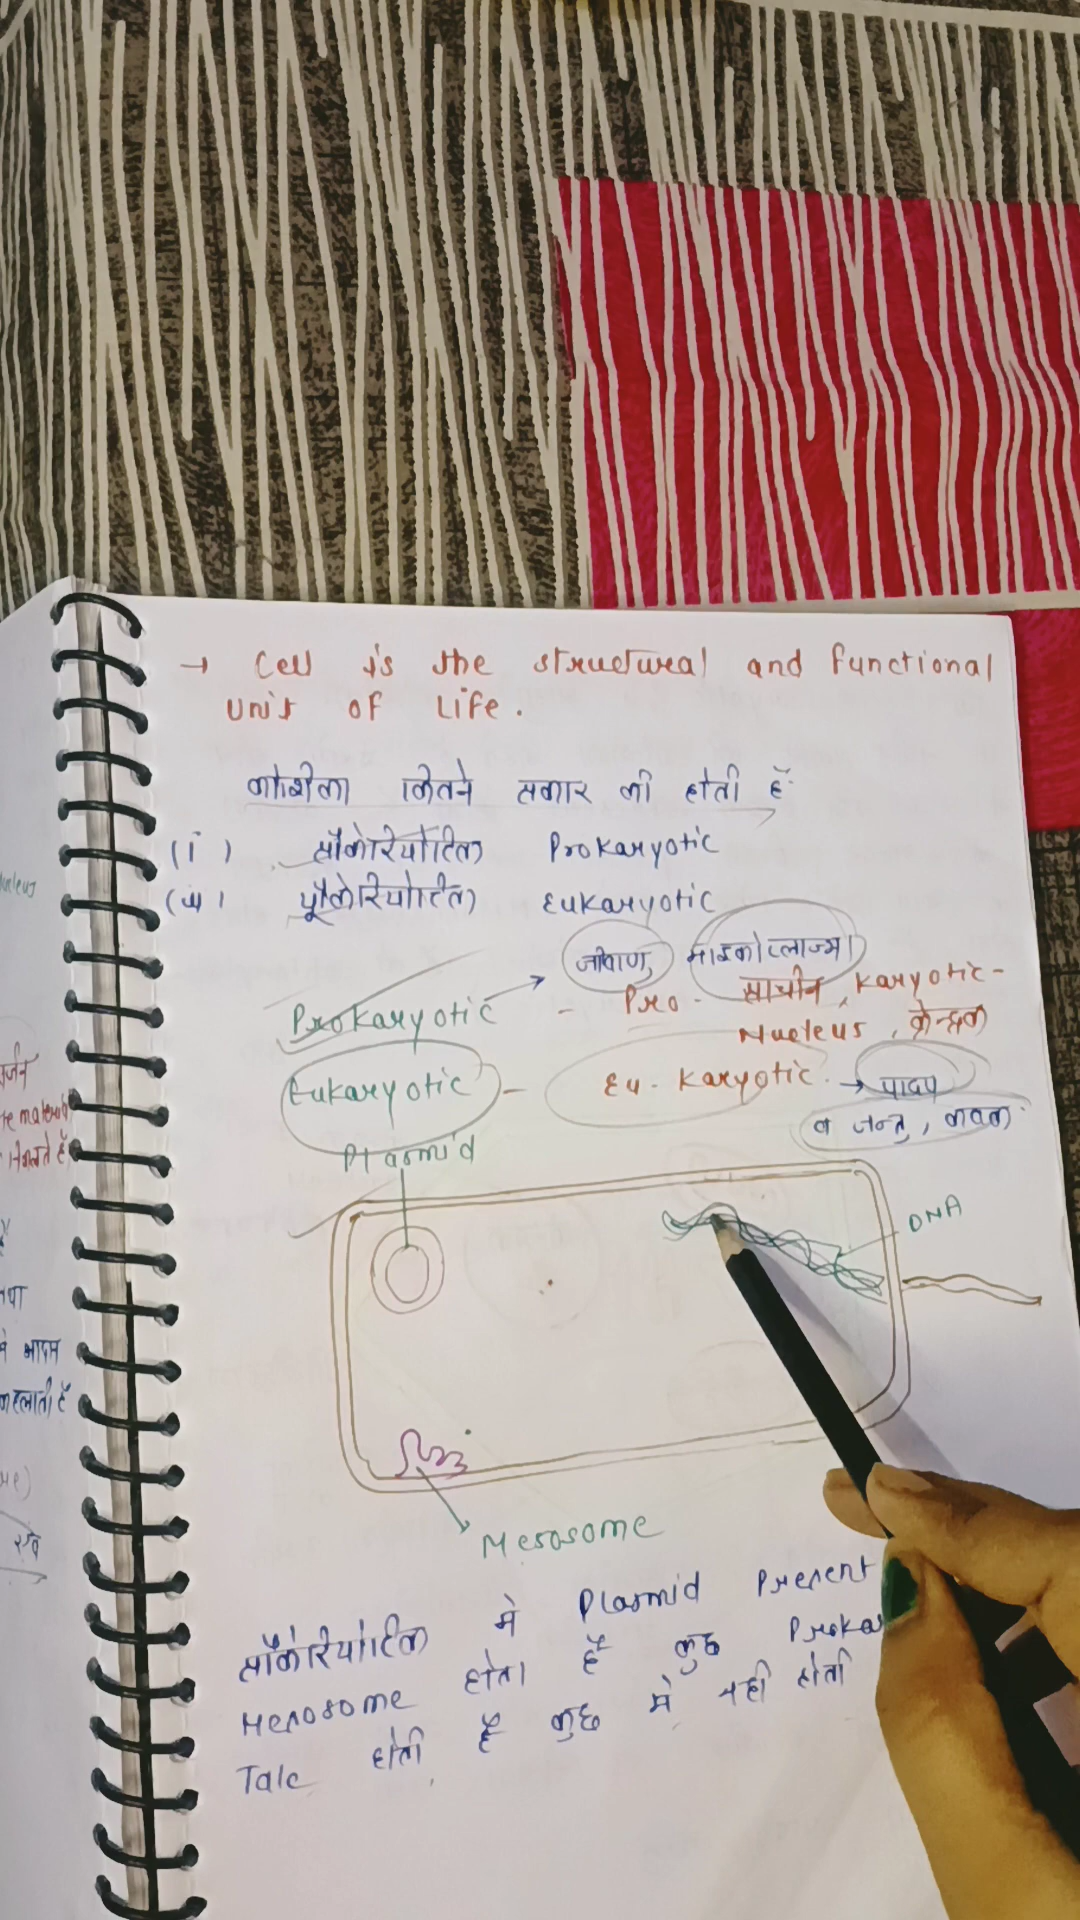 → Cell is the structural and functional
unit of Life.
कोशिका कितने प्रकार की होती है
(i) प्रौकेरियोटिक Prokaryotic
(ii) यूकेरियोटिक Eukaryotic
जीवाणु, माइकोप्लाज्मा
Prokaryotic - Pro - प्राचीन, Karyotic-
Nucleus, केन्द्रक
Eukaryotic - Eu - Karyotic. → पादप
व जन्तु, कवक
Plasmid
DNA
Mesosome
प्रौकेरियोटिक मे Plasmid Present
Mesosome होता है कुछ Proka
Tale होती है कुछ मे नही होती